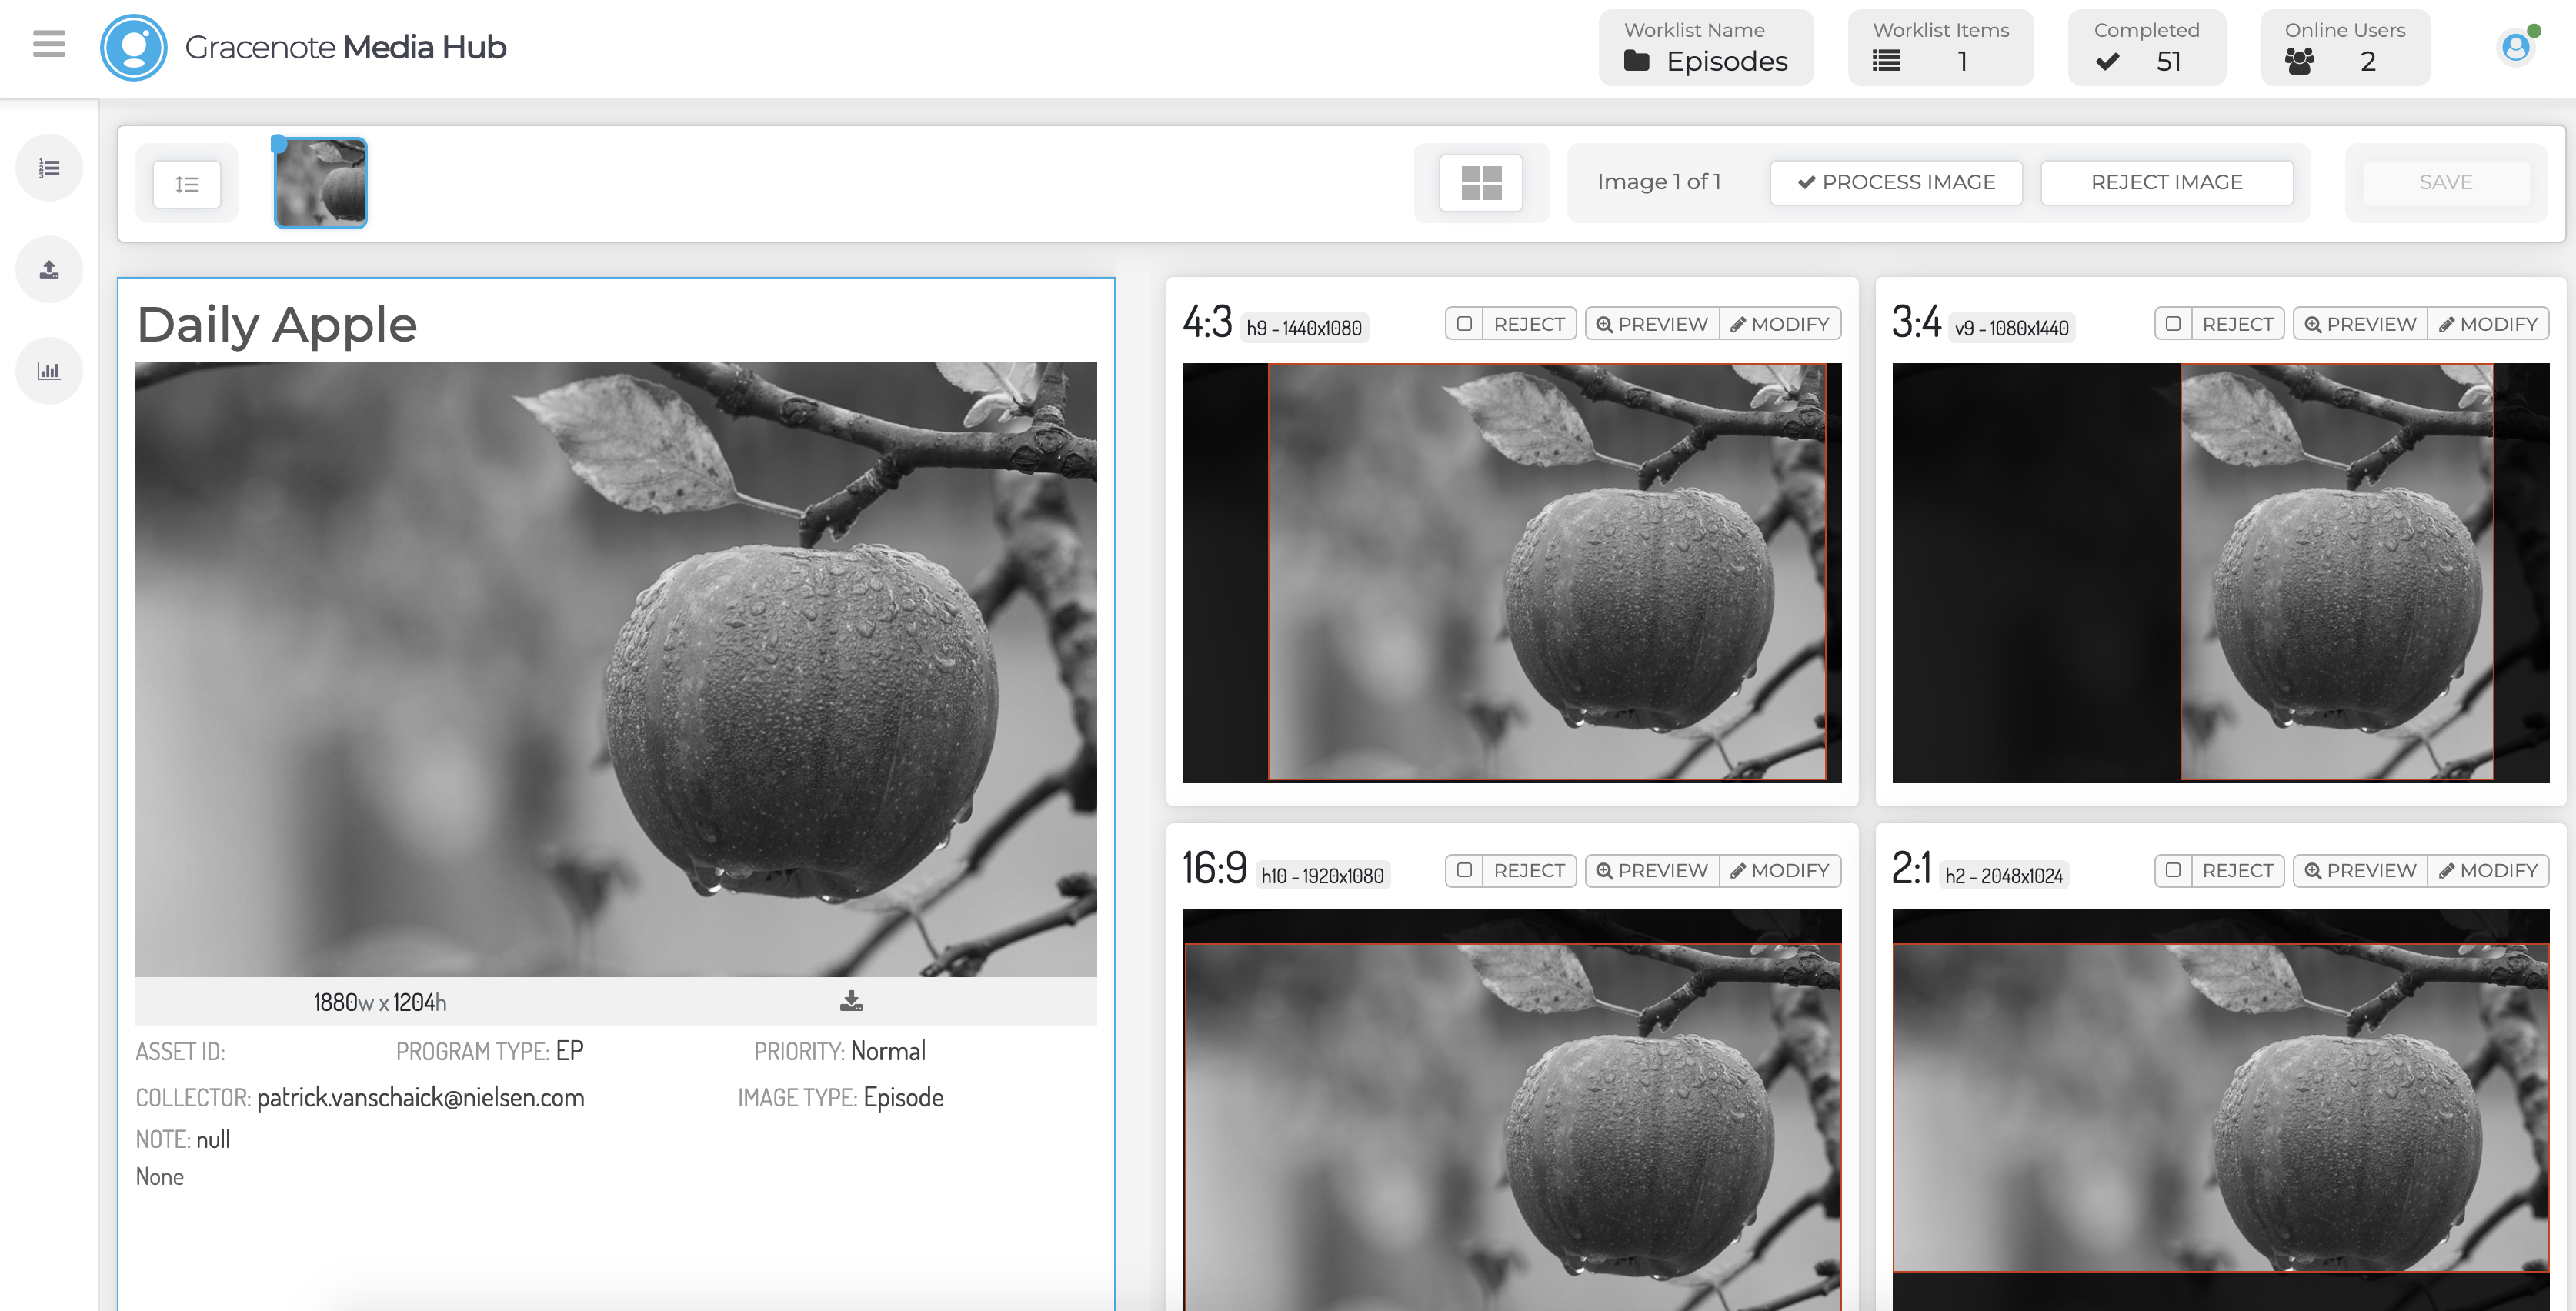 Gracenote Media Hub
Worklist Name
Episodes
Worklist Items
1
Completed
51
Online Users
2
Image 1 of 1
PROCESS IMAGE
REJECT IMAGE
SAVE
Daily Apple
1880w x 1204h
ASSET ID:
PROGRAM TYPE: EP
PRIORITY: Normal
COLLECTOR: patrick.vanschaick@nielsen.com
IMAGE TYPE: Episode
NOTE: null
None
4:3 h9 - 1440x1080
REJECT
PREVIEW
MODIFY
3:4 v9 - 1080x1440
REJECT
PREVIEW
MODIFY
16:9 h10 - 1920x1080
REJECT
PREVIEW
MODIFY
2:1 h2 - 2048x1024
REJECT
PREVIEW
MODIFY